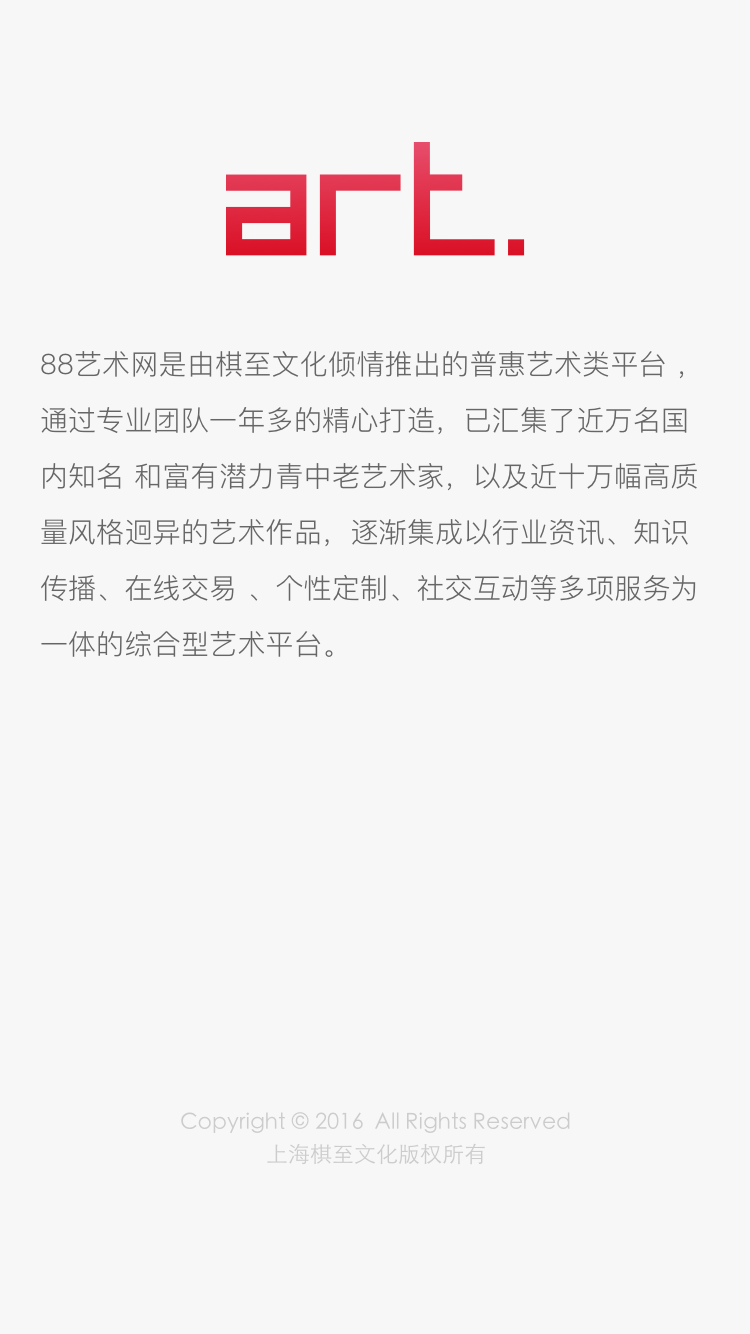 art.
88艺术网是由棋至文化倾情推出的普惠艺术类平台 ，
通过专业团队一年多的精心打造，已汇集了近万名国
内知名 和富有潜力青中老艺术家，以及近十万幅高质
量风格迥异的艺术作品，逐渐集成以行业资讯、知识
传播、在线交易 、个性定制、社交互动等多项服务为
一体的综合型艺术平台。
Copyright © 2016  All Rights Reserved
上海棋至文化版权所有